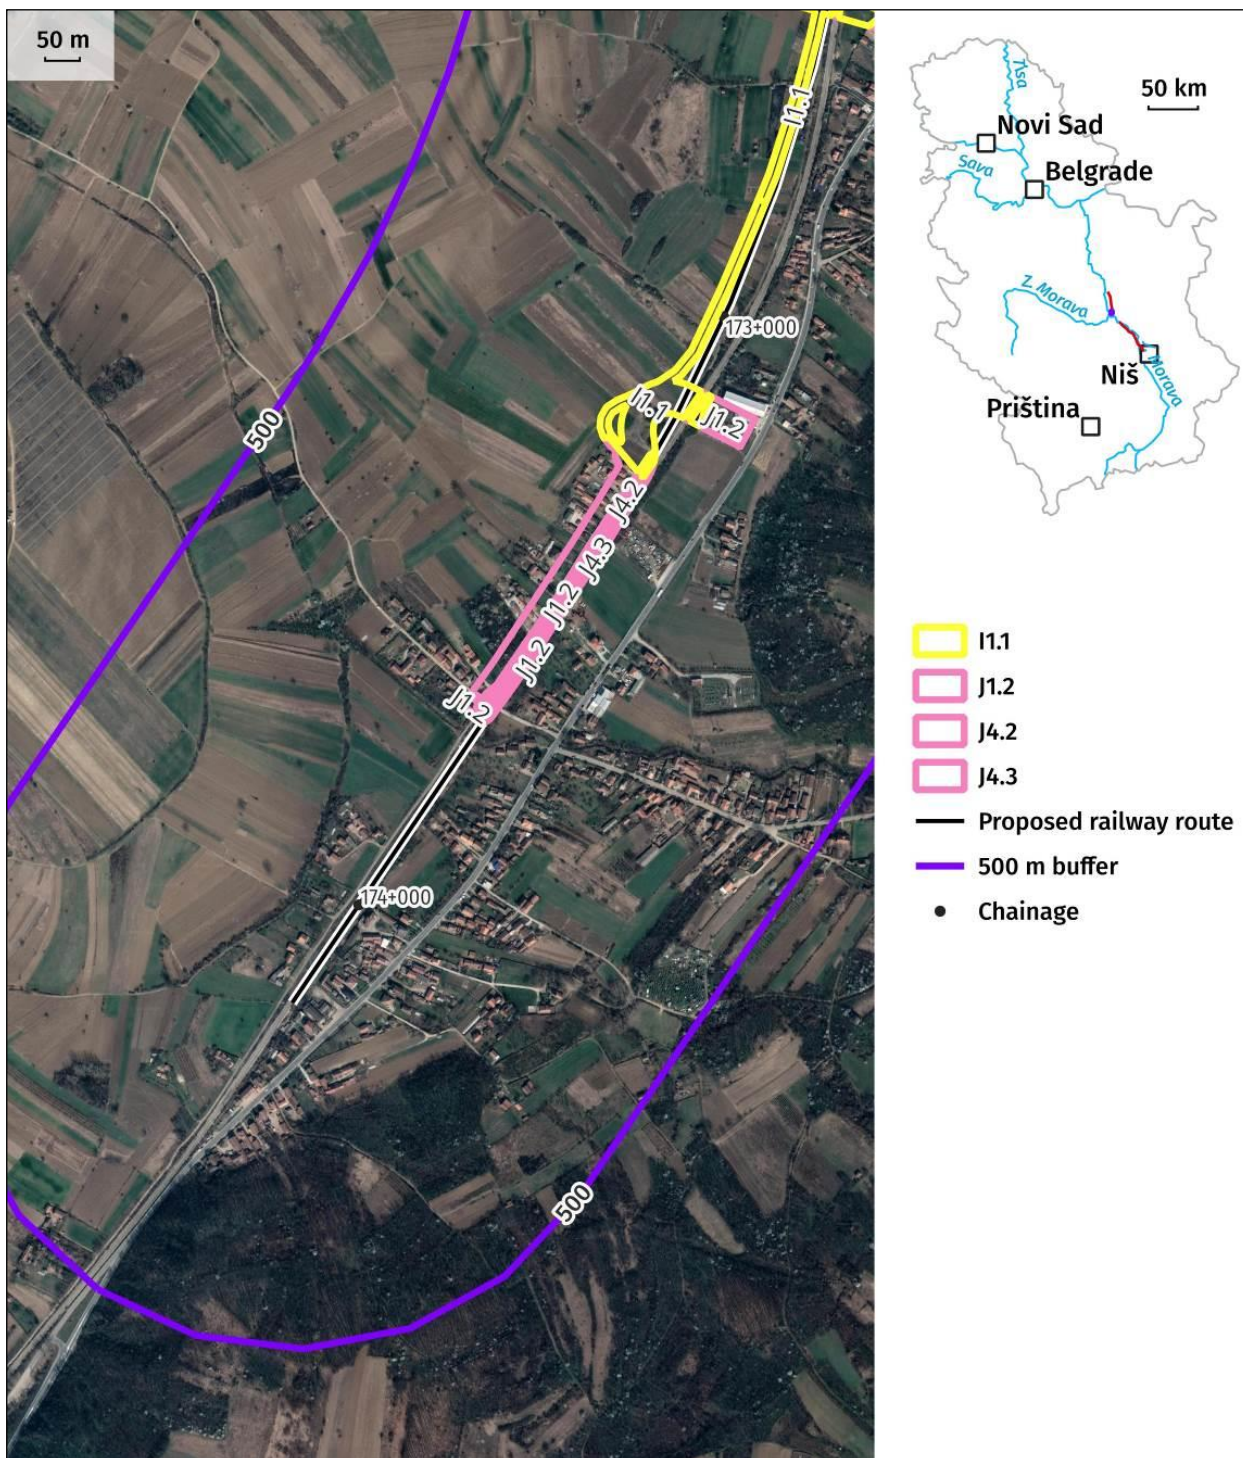 50 m
I1.1
173+000
I1.1
J1.2
500
J4.2
J4.3
J1.2
J1.2
J1.2
174+000
500
Tisa
50 km
Novi Sad
Sava
Belgrade
Z. Morava
Niš
Morava
Priština
I1.1
J1.2
J4.2
J4.3
Proposed railway route
500 m buffer
Chainage